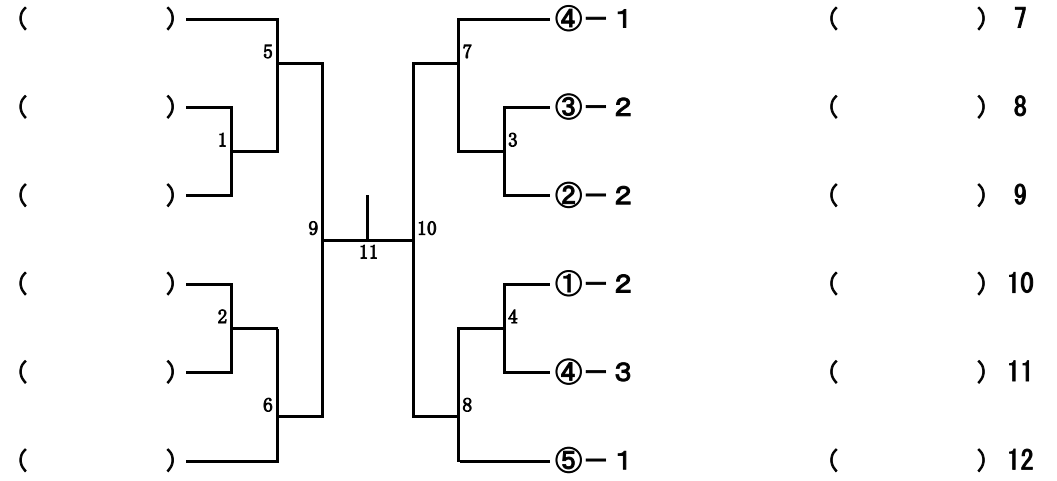 ( ) ④－1 ( ) 7
5 7
( ) ③－2 ( ) 8
1 3
( ) ②－2 ( ) 9
9 10
11
( ) ①－2 ( ) 10
2 4
( ) ④－3 ( ) 11
6 8
( ) ⑤－1 ( ) 12